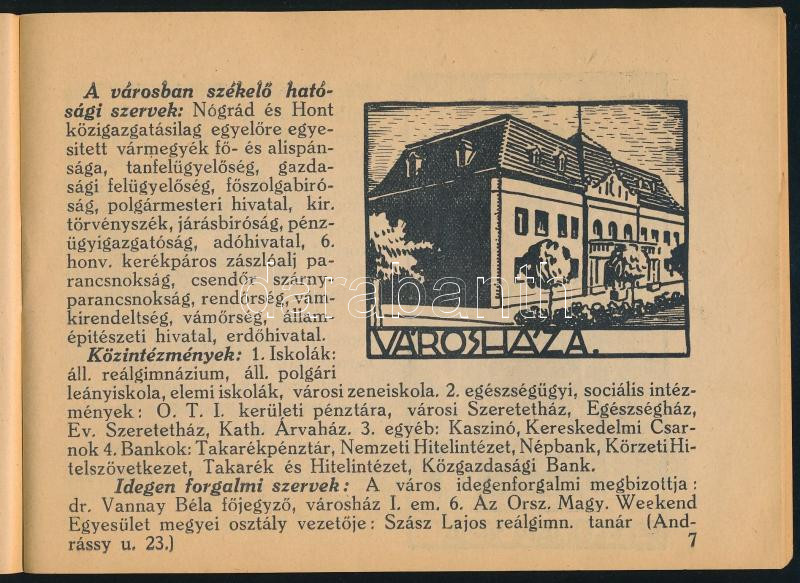 A városban székelő ható-
sági szervek: Nógrád és Hont
közigazgatásilag egyelőre egye-
sitett vármegyék fő- és alispán-
sága, tanfelügyelőség, gazda-
sági felügyelőség, főszolgabiró-
ság, polgármesteri hivatal, kir.
törvényszék, járásbiróság, pénz-
ügyigazgatóság, adóhivatal, 6.
honv. kerékpáros zászlóalj pa-
rancsnokság, csendőr szárny-
parancsnokság, rendőrség, vám-
kirendeltség, vámőrség, állam-
épitészeti hivatal, erdőhivatal.
VÁROSHÁZA.
Közintézmények: 1. Iskolák:
áll. reálgimnázium, áll. polgári
leányiskola, elemi iskolák, városi zeneiskola. 2. egészségügyi, sociális intéz-
mények: O. T. I. kerületi pénztára, városi Szeretetház, Egészségház,
Ev. Szeretetház, Kath. Árvaház. 3. egyéb: Kaszinó, Kereskedelmi Csar-
nok 4. Bankok: Takarékpénztár, Nemzeti Hitelintézet, Népbank, Körzeti Hi-
telszövetkezet, Takarék és Hitelintézet, Közgazdasági Bank.
Idegen forgalmi szervek: A város idegenforgalmi megbizottja:
dr. Vannay Béla főjegyző, városház I. em. 6. Az Orsz. Magy. Weekend
Egyesület megyei osztály vezetője: Szász Lajos reálgimn. tanár (And-
rássy u. 23.)
7
darabanth